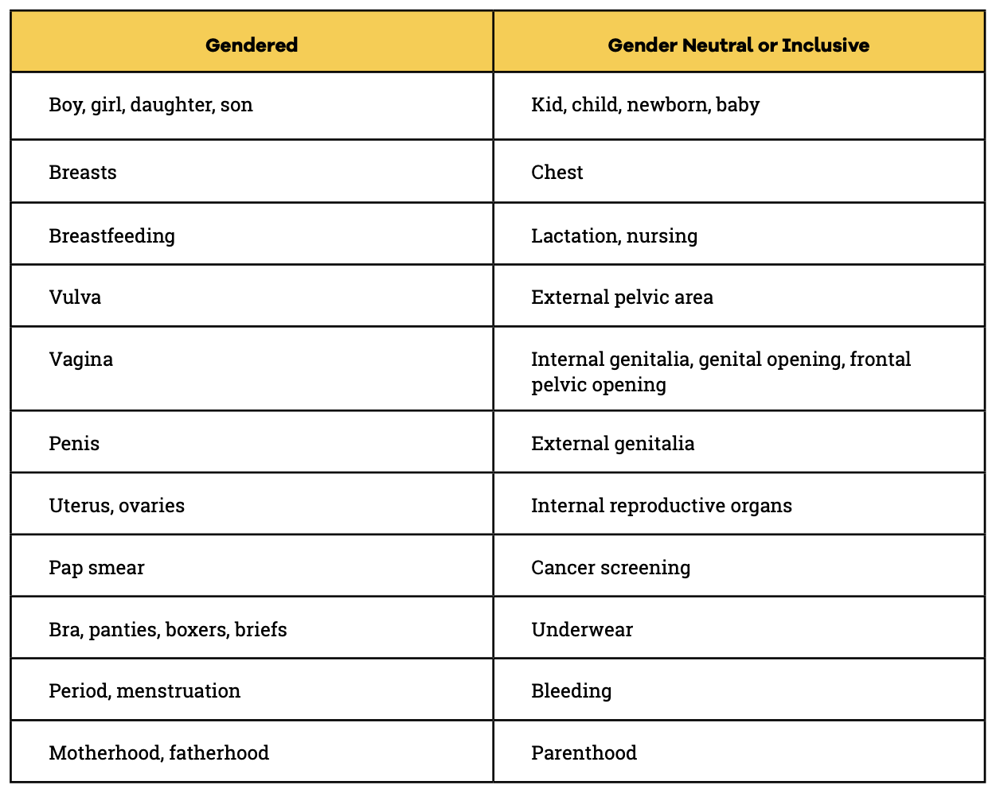 Gendered
Gender Neutral or Inclusive
Boy, girl, daughter, son
Kid, child, newborn, baby
Breasts
Chest
Breastfeeding
Lactation, nursing
Vulva
External pelvic area
Vagina
Internal genitalia, genital opening, frontal
pelvic opening
Penis
External genitalia
Uterus, ovaries
Internal reproductive organs
Pap smear
Cancer screening
Bra, panties, boxers, briefs
Underwear
Period, menstruation
Bleeding
Motherhood, fatherhood
Parenthood